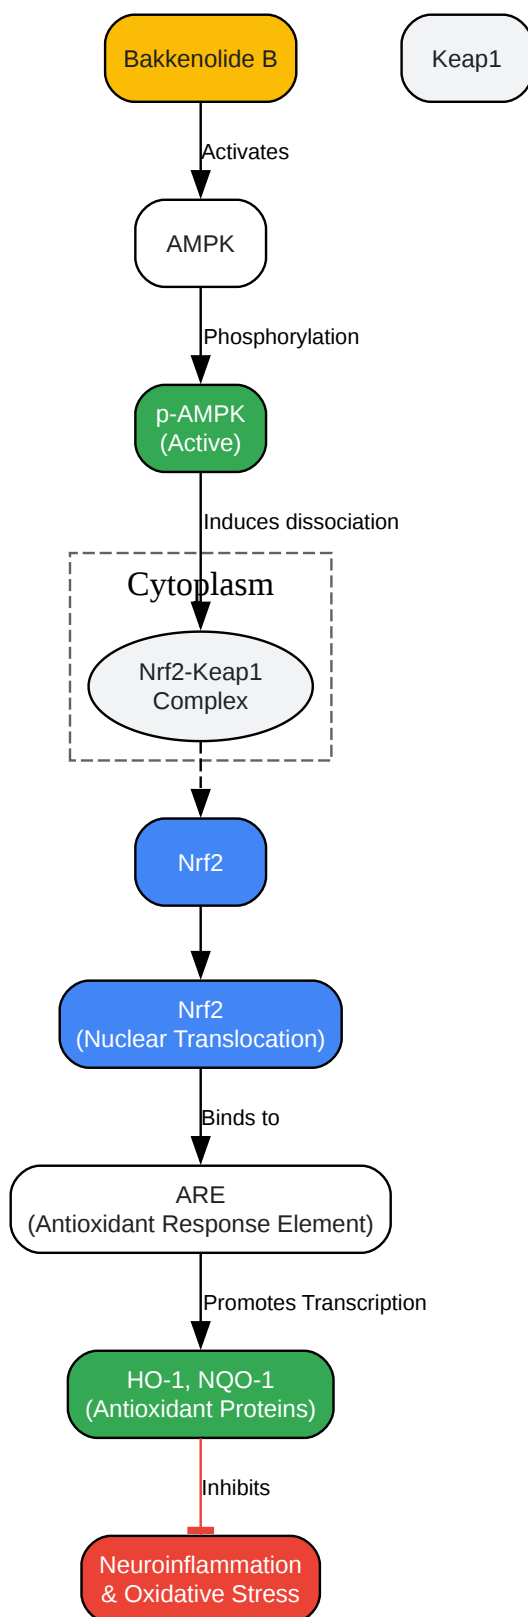 Bakkenolide B
Keap1
Activates
AMPK
Phosphorylation
p-AMPK
(Active)
Induces dissociation
Cytoplasm
Nrf2-Keap1
Complex
Nrf2
Nrf2
(Nuclear Translocation)
Binds to
ARE
(Antioxidant Response Element)
Promotes Transcription
HO-1, NQO-1
(Antioxidant Proteins)
Inhibits
Neuroinflammation
& Oxidative Stress